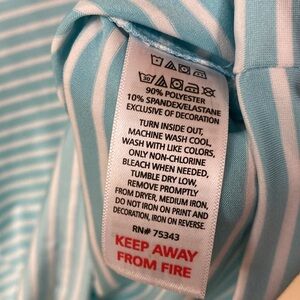 90% POLYESTER
10% SPANDEX/ELASTANE
EXCLUSIVE OF DECORATION
TURN INSIDE OUT,
MACHINE WASH COOL,
WASH WITH LIKE COLORS,
ONLY NON-CHLORINE
BLEACH WHEN NEEDED,
TUMBLE DRY LOW,
REMOVE PROMPTLY
FROM DRYER, MEDIUM IRON,
DO NOT IRON ON PRINT AND
DECORATION, IRON ON REVERSE.
RN# 75343
KEEP AWAY
FROM FIRE